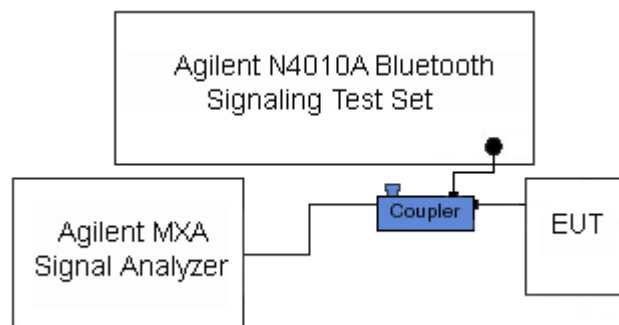 Agilent N4010A Bluetooth
Signaling Test Set
Coupler
Agilent MXA
Signal Analyzer
EUT